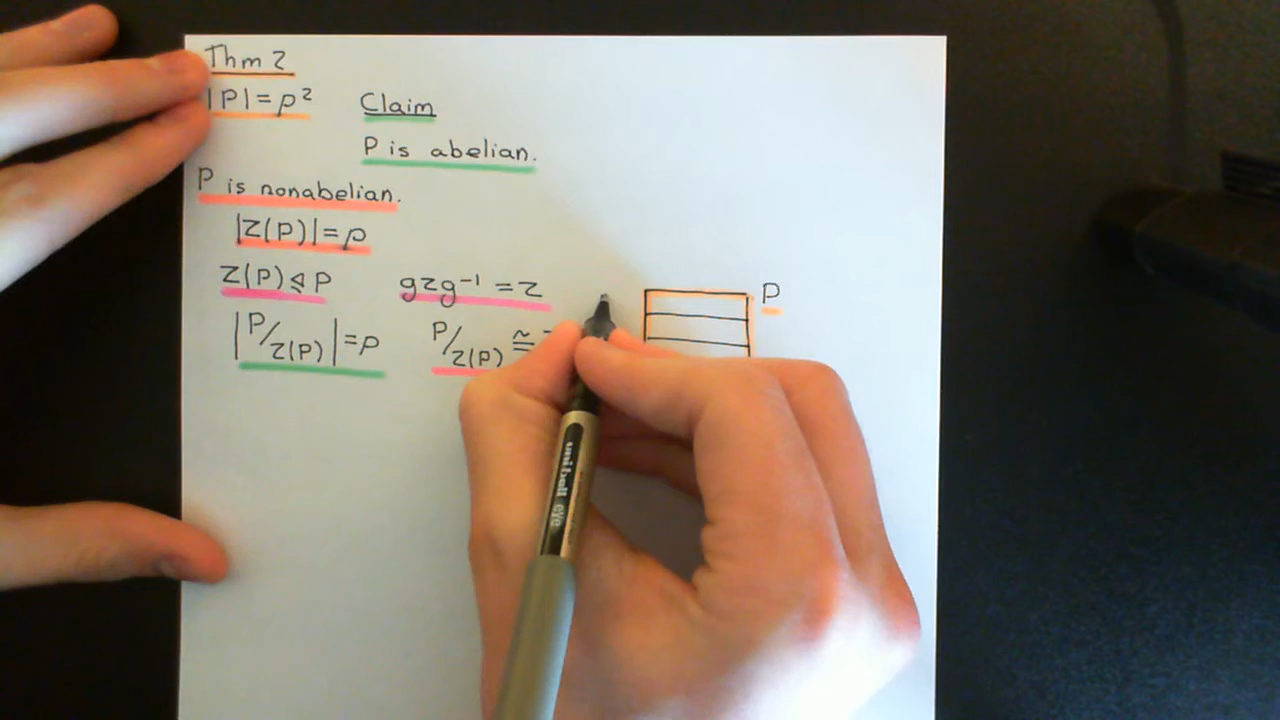 Thm 2
|P| = p² Claim
P is abelian.
P is nonabelian.
|Z(P)| = p
Z(P) ⊴ P gzg⁻¹ = z P
|P/Z(P)| = p P/Z(P) ≅
uni-ball eye